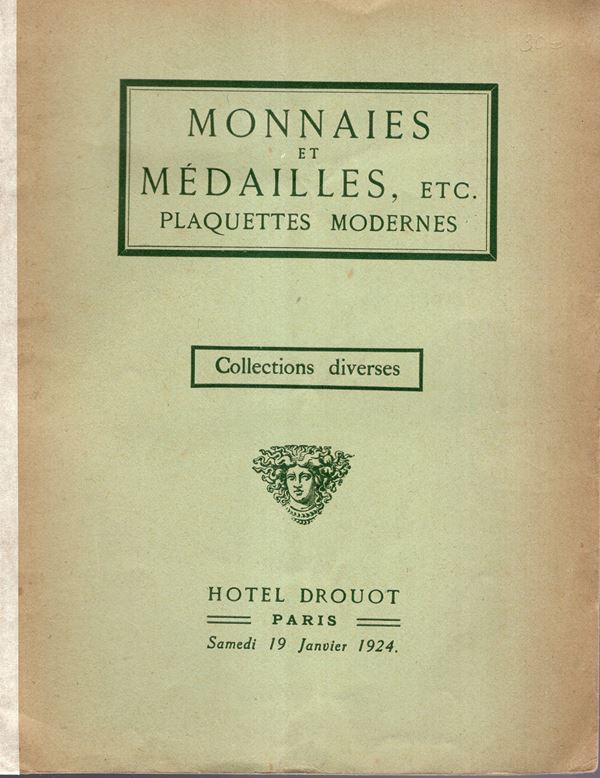 MONNAIES
ET
MÉDAILLES, ETC.
PLAQUETTES MODERNES
Collections diverses
HOTEL DROUOT
PARIS
Samedi 19 Janvier 1924.